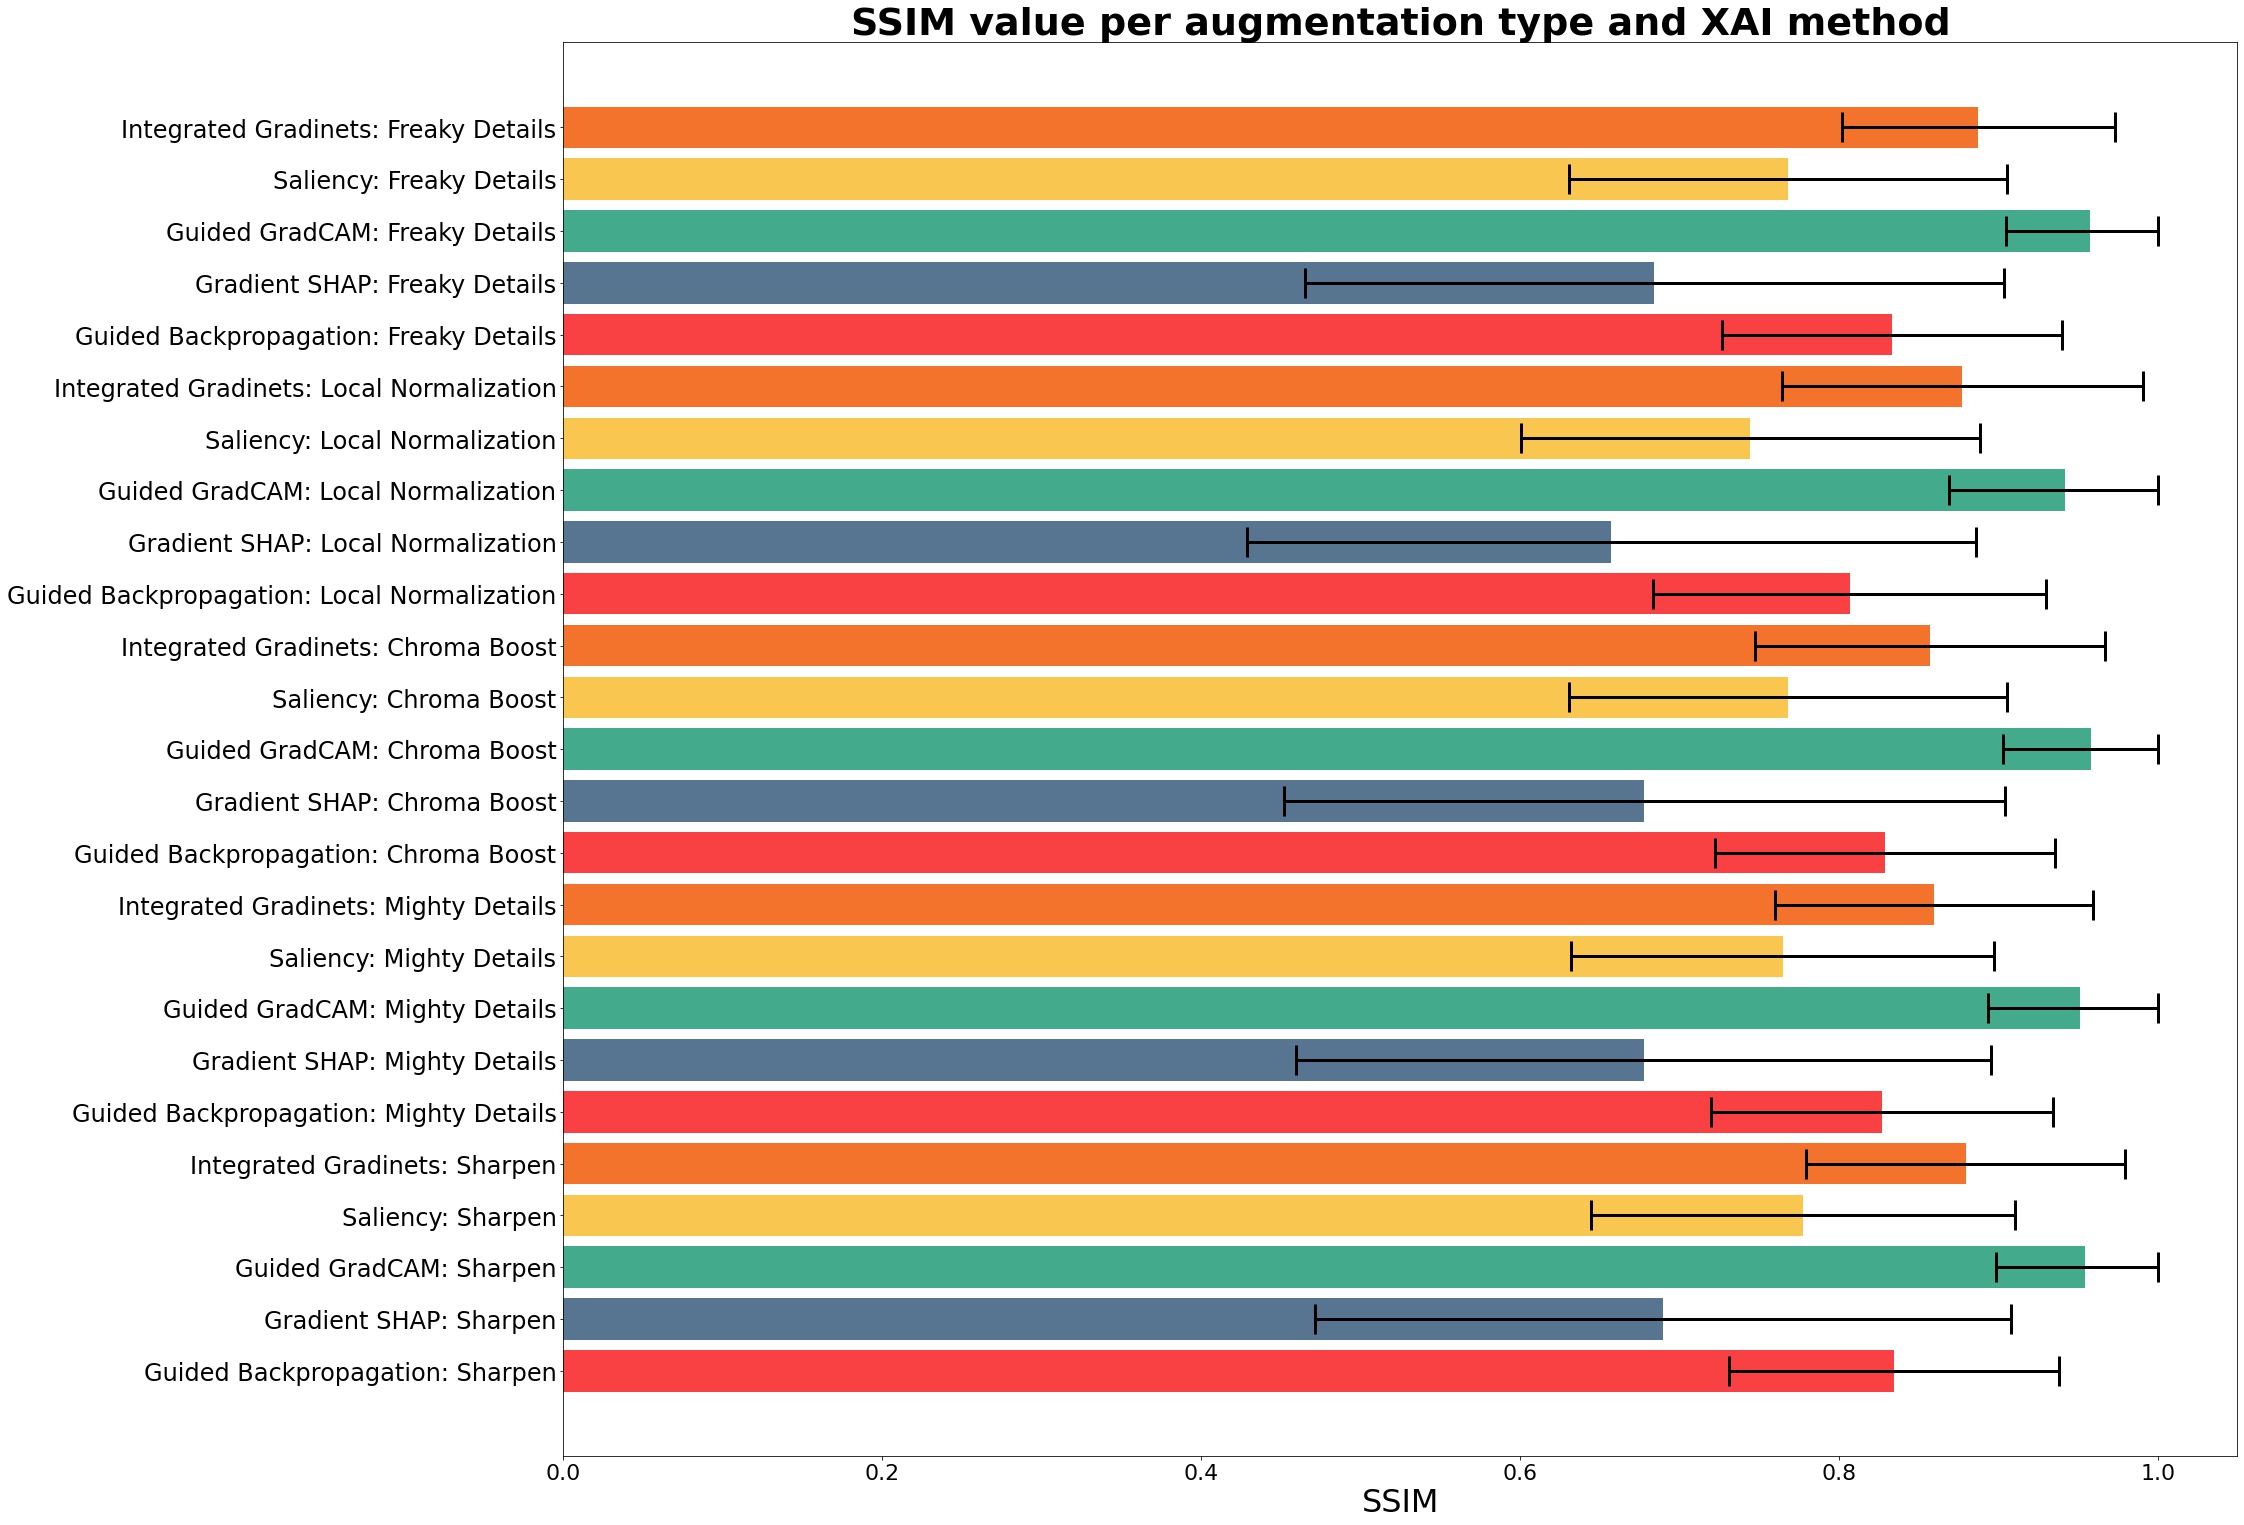 SSIM value per augmentation type and XAI method
Integrated Gradinets: Freaky Details
Saliency: Freaky Details
Guided GradCAM: Freaky Details
Gradient SHAP: Freaky Details
Guided Backpropagation: Freaky Details
Integrated Gradinets: Local Normalization
Saliency: Local Normalization
Guided GradCAM: Local Normalization
Gradient SHAP: Local Normalization
Guided Backpropagation: Local Normalization
Integrated Gradinets: Chroma Boost
Saliency: Chroma Boost
Guided GradCAM: Chroma Boost
Gradient SHAP: Chroma Boost
Guided Backpropagation: Chroma Boost
Integrated Gradinets: Mighty Details
Saliency: Mighty Details
Guided GradCAM: Mighty Details
Gradient SHAP: Mighty Details
Guided Backpropagation: Mighty Details
Integrated Gradinets: Sharpen
Saliency: Sharpen
Guided GradCAM: Sharpen
Gradient SHAP: Sharpen
Guided Backpropagation: Sharpen
0.0 0.2 0.4 0.6 0.8 1.0
SSIM